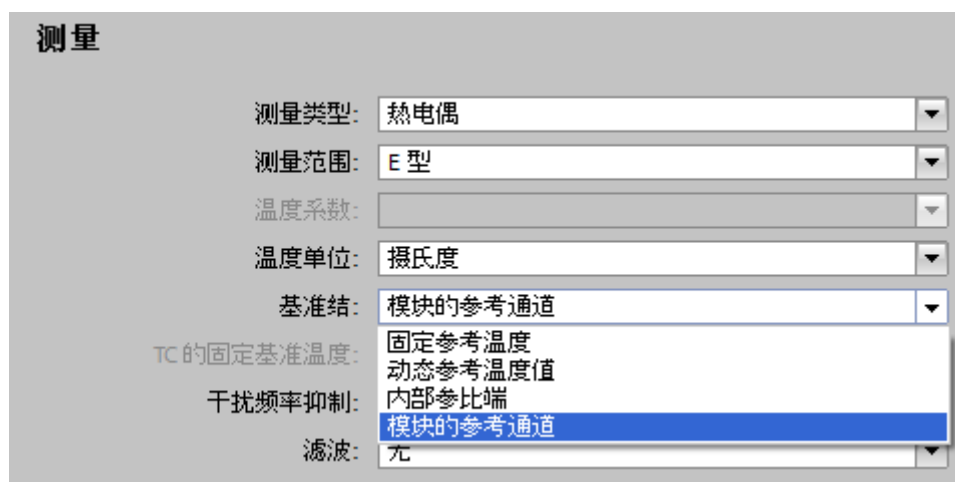 测量
测量类型: 热电偶
测量范围: E 型
温度系数:
温度单位: 摄氏度
基准结: 模块的参考通道
固定参考温度
TC 的固定基准温度:
动态参考温度值
干扰频率抑制:
内部参比端
模块的参考通道
滤波: 无